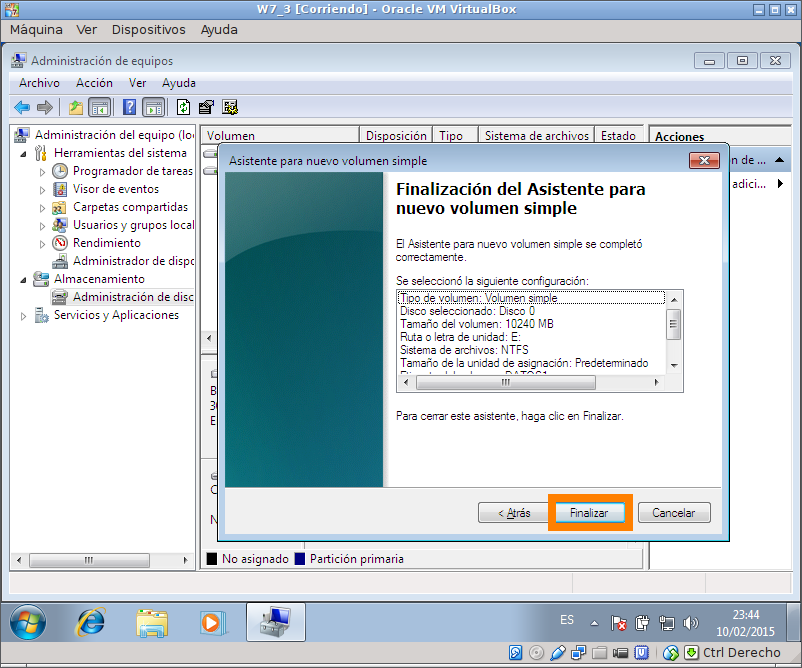 W7_3 [Corriendo] - Oracle VM VirtualBox
Máquina Ver Dispositivos Ayuda
Administración de equipos
Archivo Acción Ver Ayuda
Administración del equipo (loc
Herramientas del sistema
Programador de tareas
Visor de eventos
Carpetas compartidas
Usuarios y grupos local
Rendimiento
Administrador de dispo
Almacenamiento
Administración de disc
Servicios y Aplicaciones
Volumen Disposición Tipo Sistema de archivos Estado
Acciones
n de ...
adici...
Asistente para nuevo volumen simple
Finalización del Asistente para
nuevo volumen simple
El Asistente para nuevo volumen simple se completó
correctamente.
Se seleccionó la siguiente configuración:
Tipo de volumen: Volumen simple
Disco seleccionado: Disco 0
Tamaño del volumen: 10240 MB
Ruta o letra de unidad: E:
Sistema de archivos: NTFS
Tamaño de la unidad de asignación: Predeterminado
Para cerrar este asistente, haga clic en Finalizar.
< Atrás Finalizar Cancelar
No asignado Partición primaria
ES
23:44
10/02/2015
Ctrl Derecho